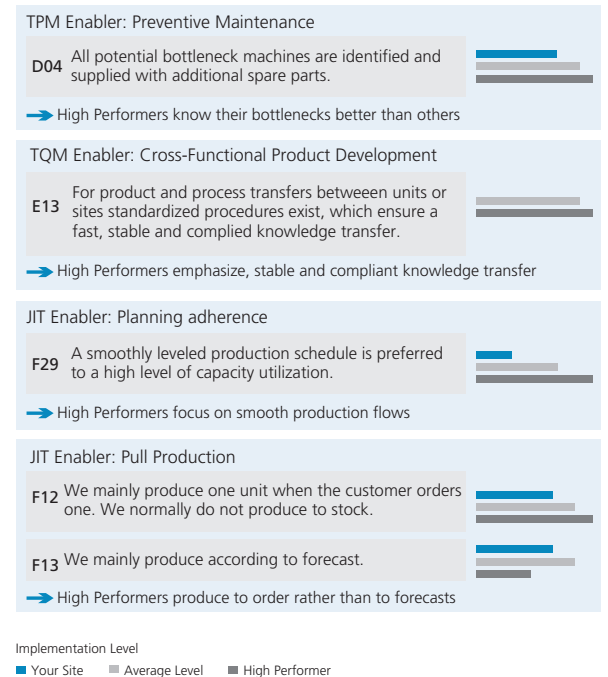 TPM Enabler: Preventive Maintenance
D04 All potential bottleneck machines are identified and
supplied with additional spare parts.
High Performers know their bottlenecks better than others
TQM Enabler: Cross-Functional Product Development
E13 For product and process transfers betweeen units or
sites standardized procedures exist, which ensure a
fast, stable and complied knowledge transfer.
High Performers emphasize, stable and compliant knowledge transfer
JIT Enabler: Planning adherence
F29 A smoothly leveled production schedule is preferred
to a high level of capacity utilization.
High Performers focus on smooth production flows
JIT Enabler: Pull Production
F12 We mainly produce one unit when the customer orders
one. We normally do not produce to stock.
F13 We mainly produce according to forecast.
High Performers produce to order rather than to forecasts
Implementation Level
Your Site Average Level High Performer